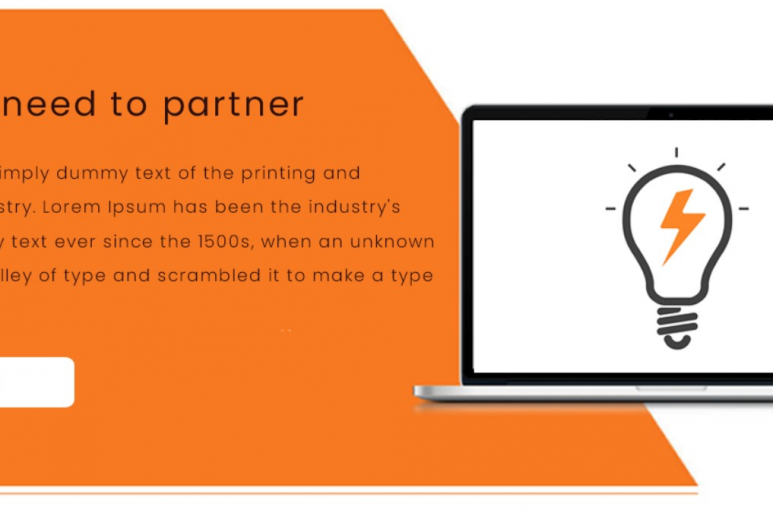 need to partner
imply dummy text of the printing and
stry. Lorem Ipsum has been the industry's
y text ever since the 1500s, when an unknown
lley of type and scrambled it to make a type